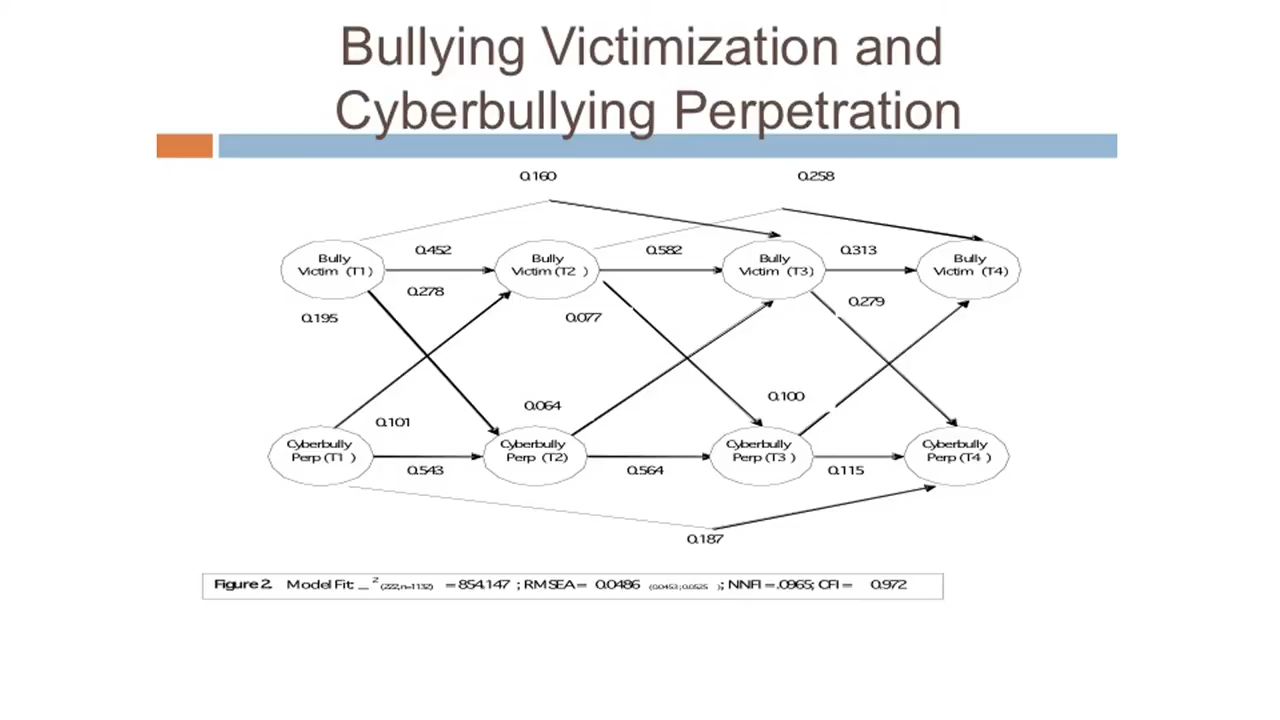 Bullying Victimization and
Cyberbullying Perpetration
0.160
0.258
Bully
Victim (T1)
0.452
Bully
Victim (T2 )
0.582
Bully
Victim (T3)
0.313
Bully
Victim (T4)
0.278
0.279
0.195
0.077
0.100
0.064
0.101
Cyberbully
Perp (T1 )
Cyberbully
Perp (T2)
Cyberbully
Perp (T3 )
Cyberbully
Perp (T4 )
0.543
0.564
0.115
0.187
Figure 2. Model Fit: _ 2 (222,n=1132) = 854.147 ; RMSEA = 0.0486 (0.0453 ; 0.0525 ); NNFI = .0965; CFI = 0.972